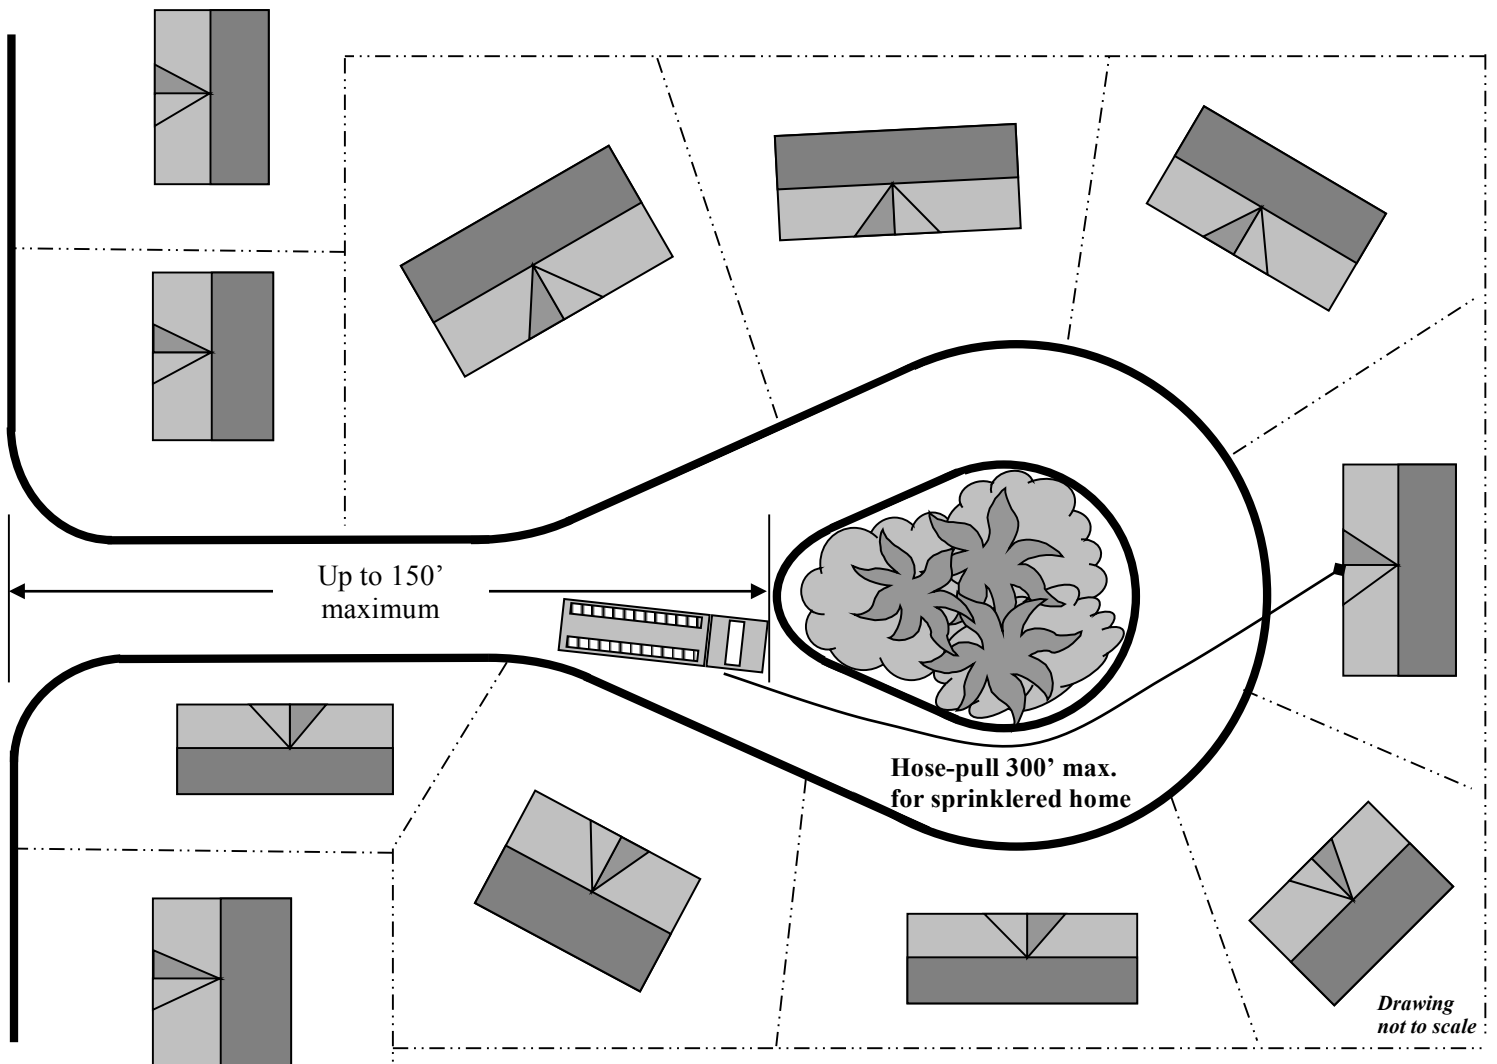 Up to 150’
maximum
Hose-pull 300’ max.
for sprinklered home
Drawing
not to scale